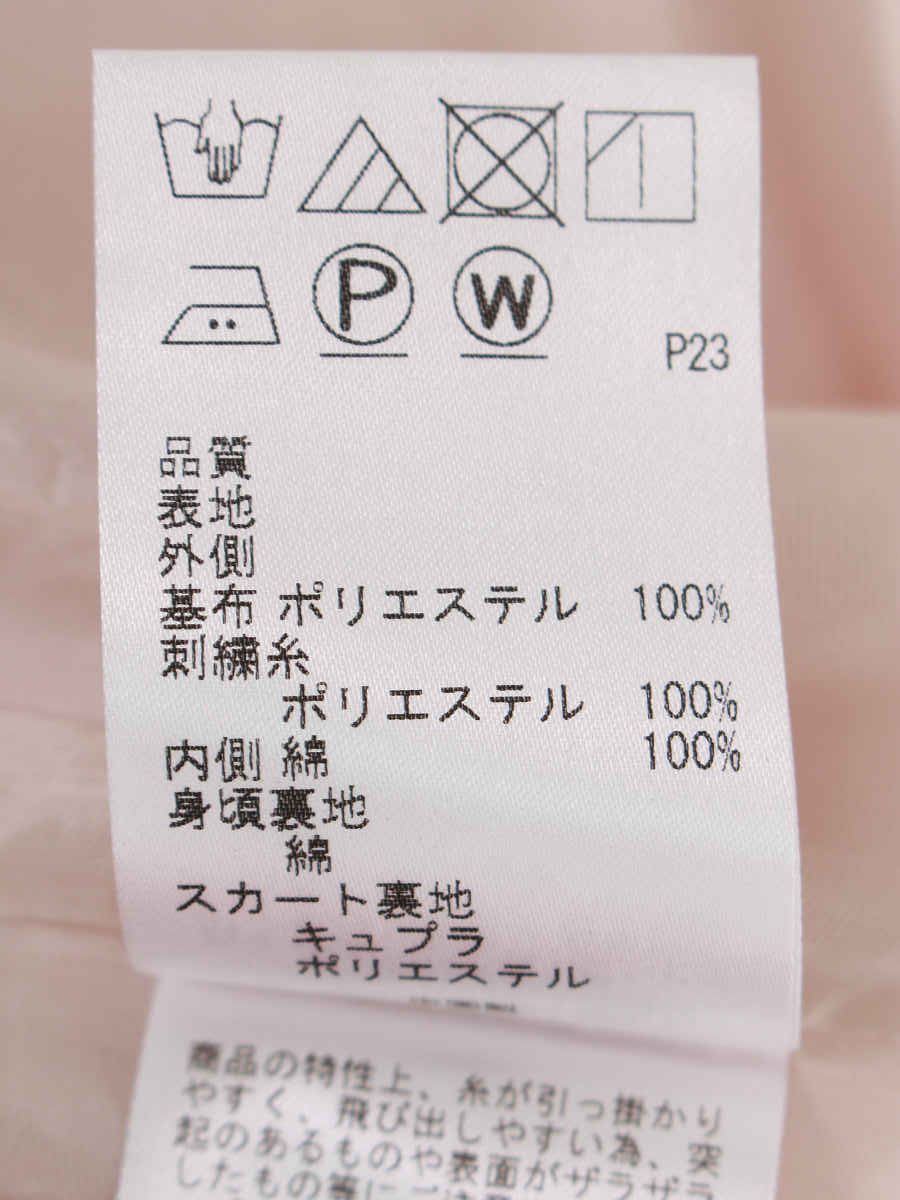 P
W
P23
品質
表地
外側
基布 ポリエステル 100%
刺繍糸
ポリエステル 100%
内側 綿 100%
身頃裏地
綿
スカート裏地
キュプラ
ポリエステル
商品の特性上、糸が引っ掛かり
やすく、飛び出しやすい為、突
起のあるものや表面がザラザラ
したもの等に